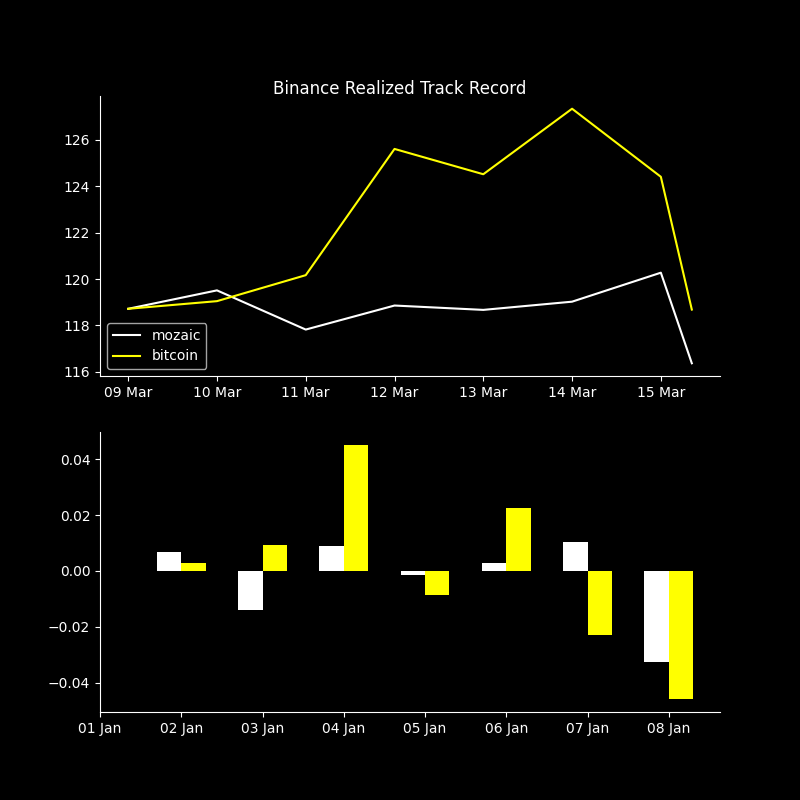 Binance Realized Track Record
126
124
122
120
118
116
mozaic
bitcoin
09 Mar 10 Mar 11 Mar 12 Mar 13 Mar 14 Mar 15 Mar
0.04
0.02
0.00
−0.02
−0.04
01 Jan 02 Jan 03 Jan 04 Jan 05 Jan 06 Jan 07 Jan 08 Jan